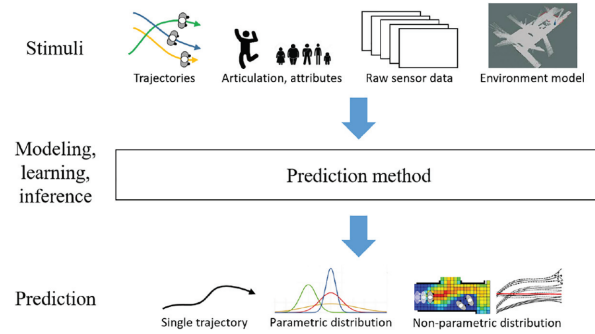 Stimuli
Trajectories
Articulation, attributes
Raw sensor data
Environment model
Modeling,
learning,
inference
Prediction method
Prediction
Single trajectory
Parametric distribution
Non-parametric distribution